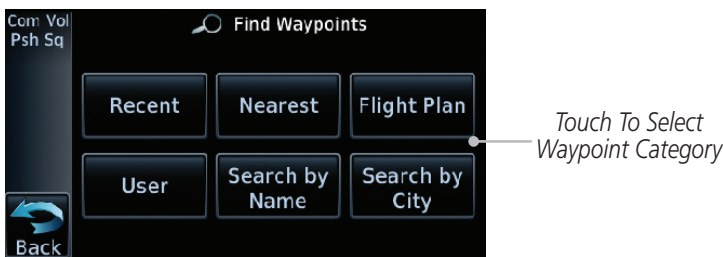 Com Vol
Psh Sq
Find Waypoints
Recent
Nearest
Flight Plan
User
Search by
Name
Search by
City
Back
Touch To Select
Waypoint Category